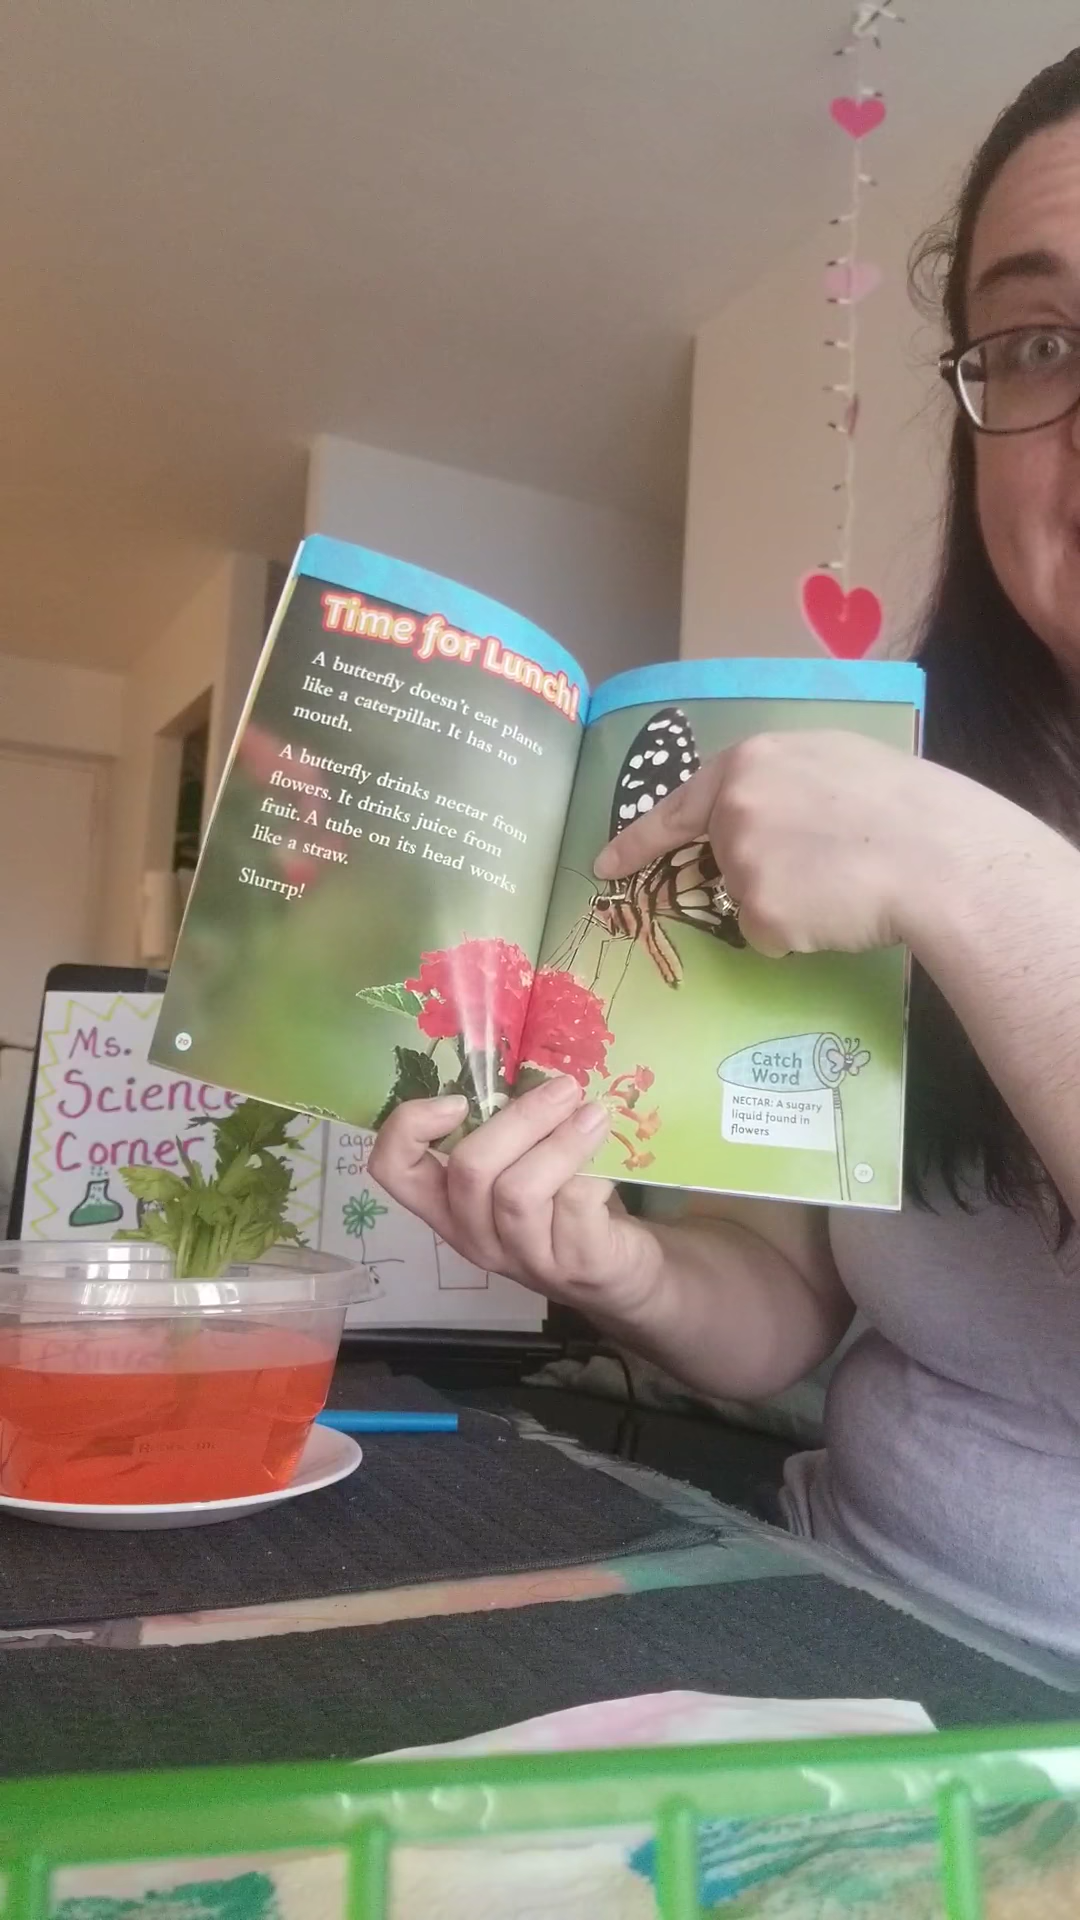 Time for Lunch!
A butterfly doesn't eat plants
like a caterpillar. It has no
mouth.
A butterfly drinks nectar from
flowers. It drinks juice from
fruit. A tube on its head works
like a straw.
Slurrrp!
20
Catch
Word
NECTAR: A sugary
liquid found in
flowers
21
Ms.
Science
Corner